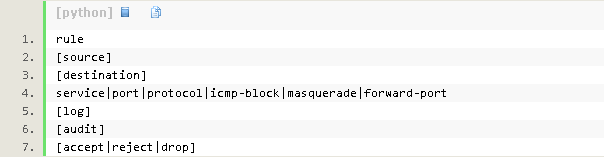 [python]
1. rule
2. [source]
3. [destination]
4. service|port|protocol|icmp-block|masquerade|forward-port
5. [log]
6. [audit]
7. [accept|reject|drop]